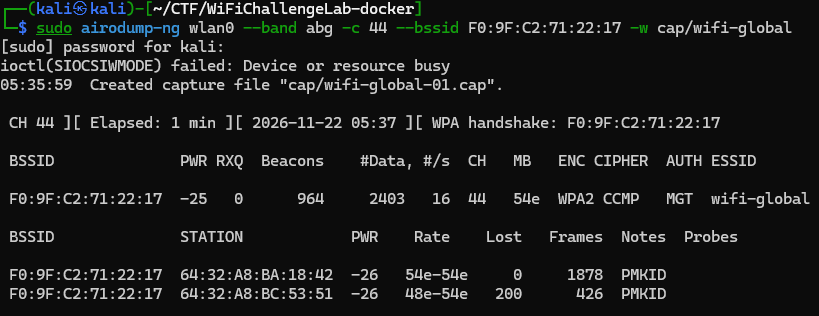 ┌──(kali㉿kali)-[~/CTF/WiFiChallengeLab-docker]
└─$ sudo airodump-ng wlan0 --band abg -c 44 --bssid F0:9F:C2:71:22:17 -w cap/wifi-global
[sudo] password for kali:
ioctl(SIOCSIWMODE) failed: Device or resource busy
05:35:59  Created capture file "cap/wifi-global-01.cap".
CH 44 ][ Elapsed: 1 min ][ 2026-11-22 05:37 ][ WPA handshake: F0:9F:C2:71:22:17
BSSID              PWR RXQ  Beacons    #Data, #/s  CH   MB   ENC CIPHER  AUTH ESSID
F0:9F:C2:71:22:17  -25   0      964     2403   16  44   54e  WPA2 CCMP   MGT  wifi-global
BSSID              STATION            PWR    Rate    Lost   Frames  Notes  Probes
F0:9F:C2:71:22:17  64:32:A8:BA:18:42  -26    54e-54e     0     1878  PMKID
F0:9F:C2:71:22:17  64:32:A8:BC:53:51  -26    48e-54e   200      426  PMKID